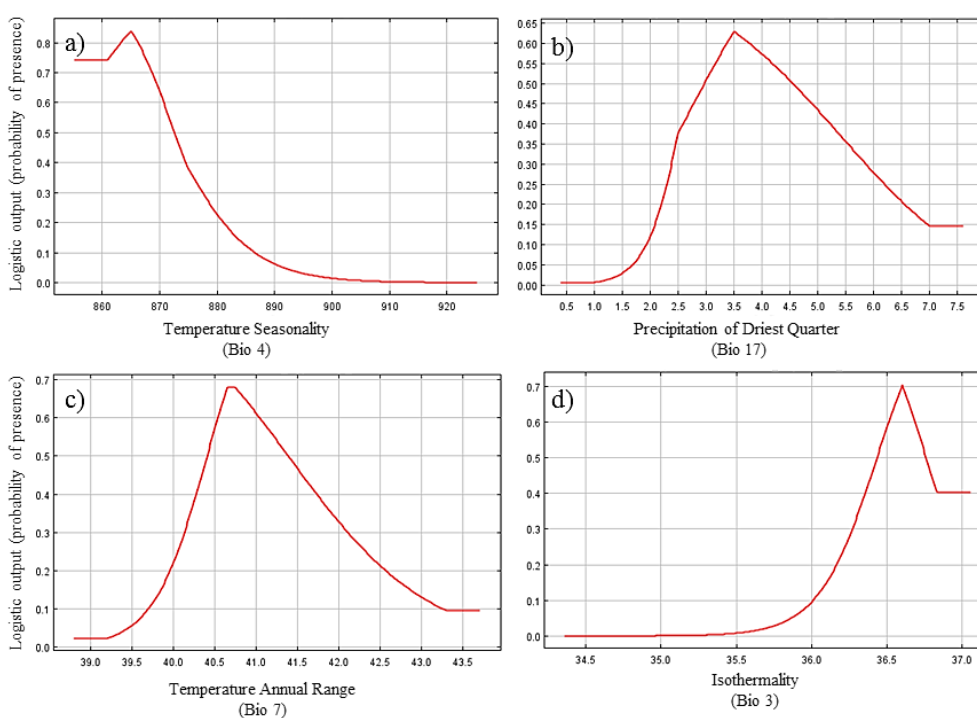 a)
Logistic output (probability of presence)
0.8
0.7
0.6
0.5
0.4
0.3
0.2
0.1
0.0
860 870 880 890 900 910 920
Temperature Seasonality
(Bio 4)
b)
0.65
0.60
0.55
0.50
0.45
0.40
0.35
0.30
0.25
0.20
0.15
0.10
0.05
0.00
0.5 1.0 1.5 2.0 2.5 3.0 3.5 4.0 4.5 5.0 5.5 6.0 6.5 7.0 7.5
Precipitation of Driest Quarter
(Bio 17)
c)
Logistic output (probability of presence)
0.7
0.6
0.5
0.4
0.3
0.2
0.1
0.0
39.0 39.5 40.0 40.5 41.0 41.5 42.0 42.5 43.0 43.5
Temperature Annual Range
(Bio 7)
d)
0.7
0.6
0.5
0.4
0.3
0.2
0.1
0.0
34.5 35.0 35.5 36.0 36.5 37.0
Isothermality
(Bio 3)